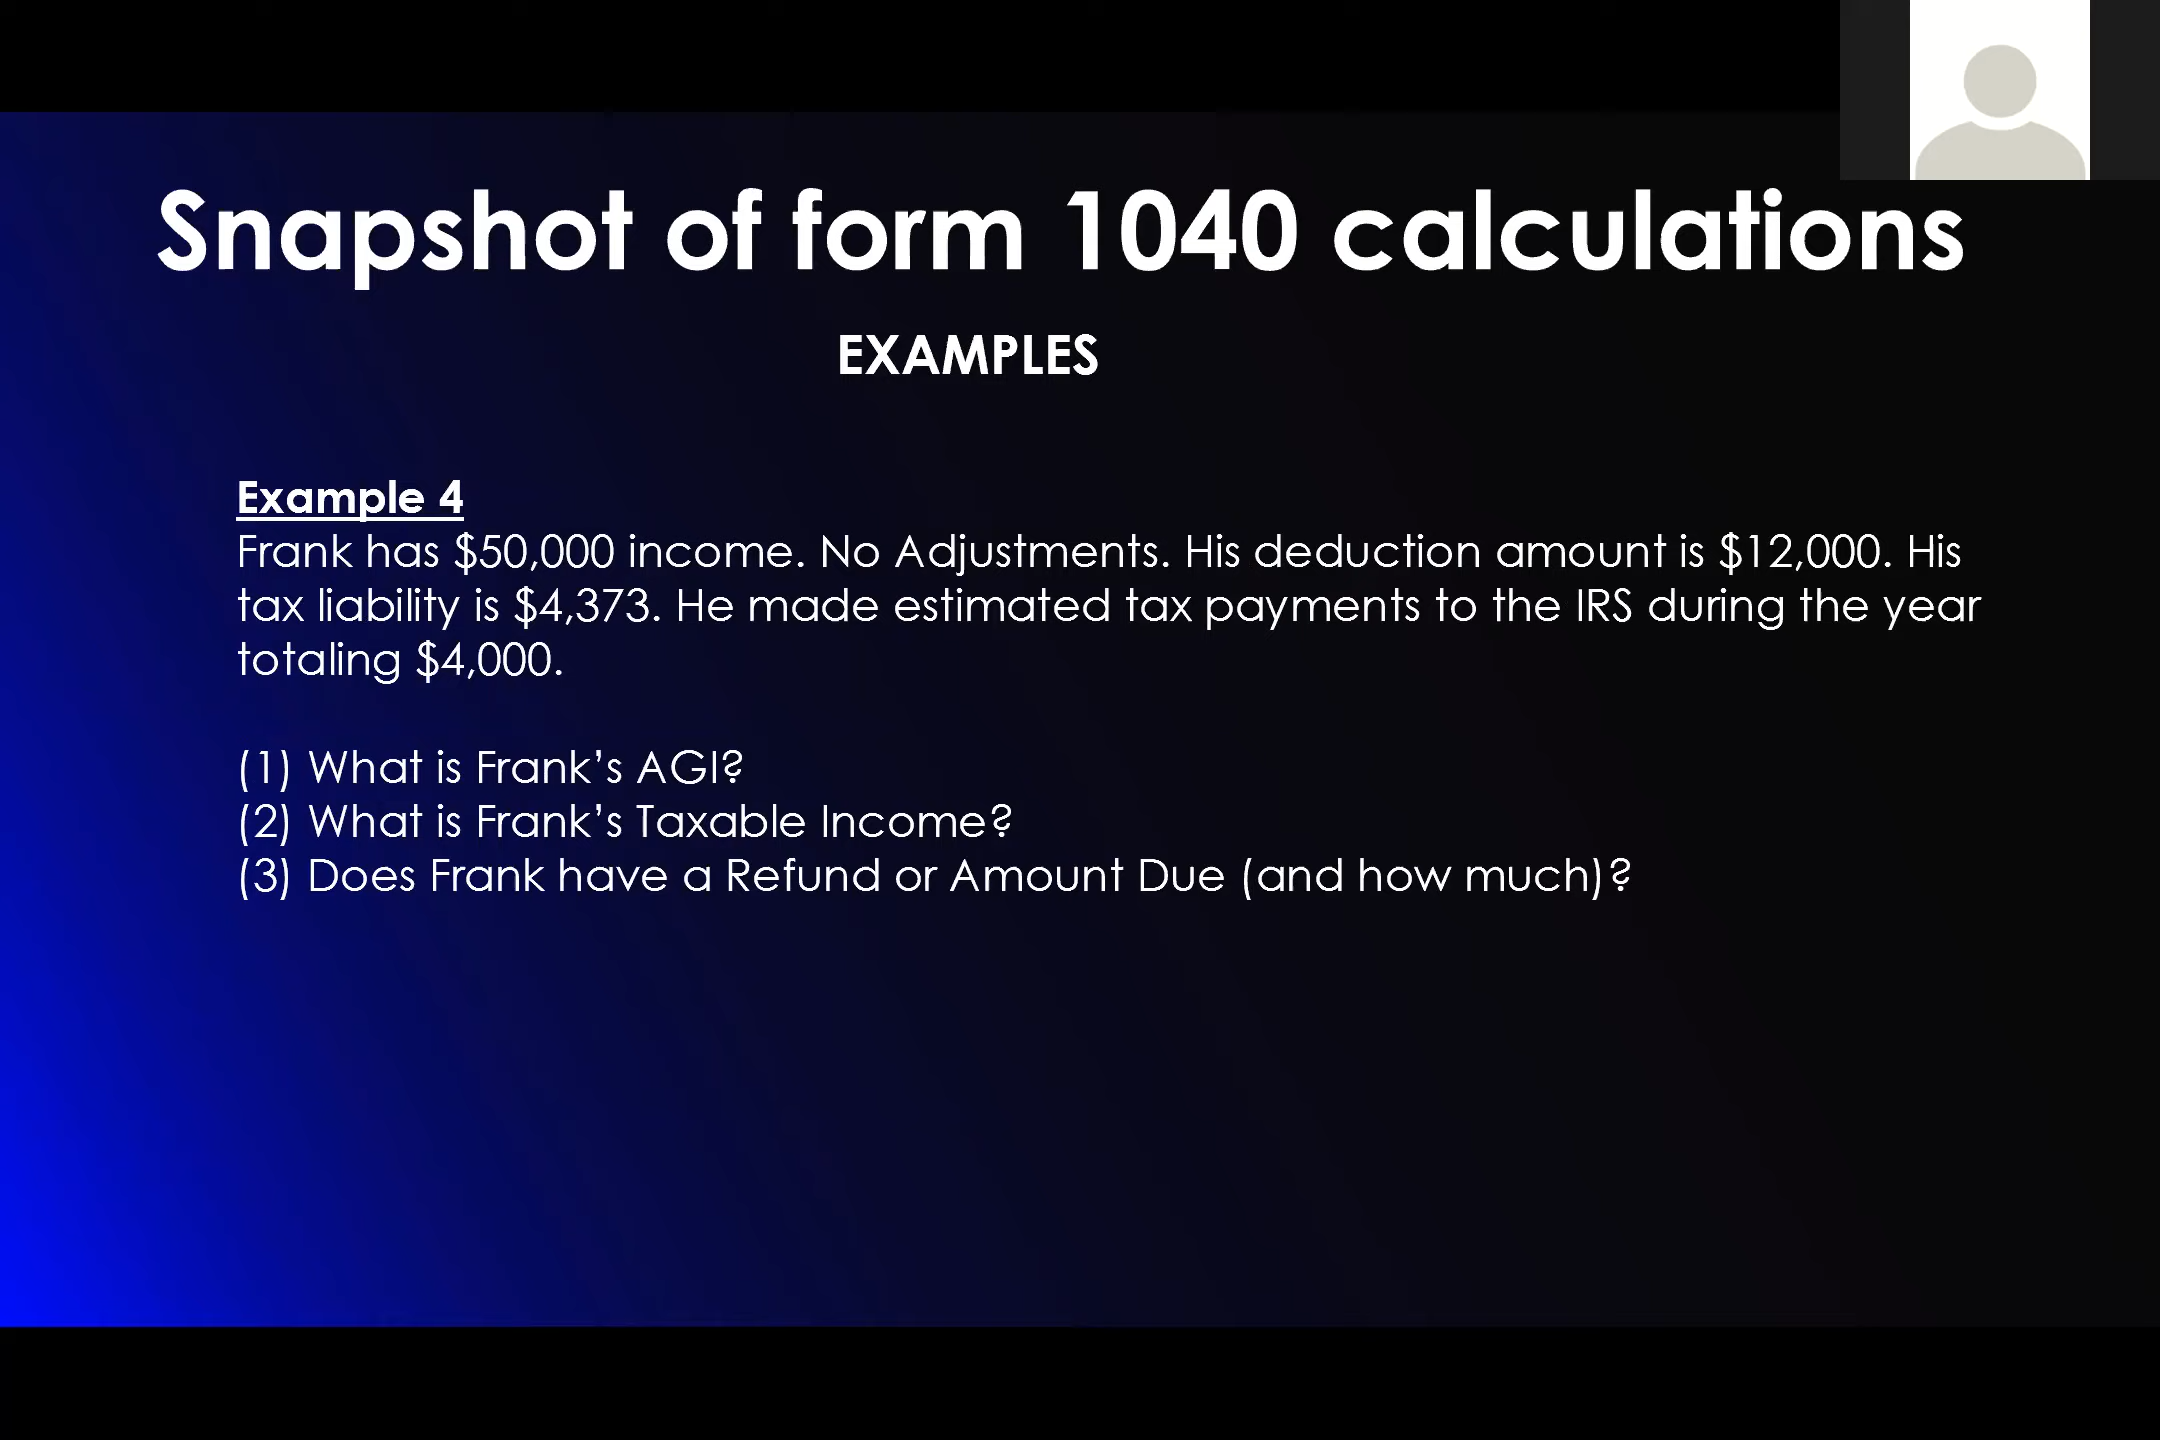 Snapshot of form 1040 calculations
EXAMPLES
Example 4
Frank has $50,000 income. No Adjustments. His deduction amount is $12,000. His
tax liability is $4,373. He made estimated tax payments to the IRS during the year
totaling $4,000.
(1) What is Frank’s AGI?
(2) What is Frank’s Taxable Income?
(3) Does Frank have a Refund or Amount Due (and how much)?